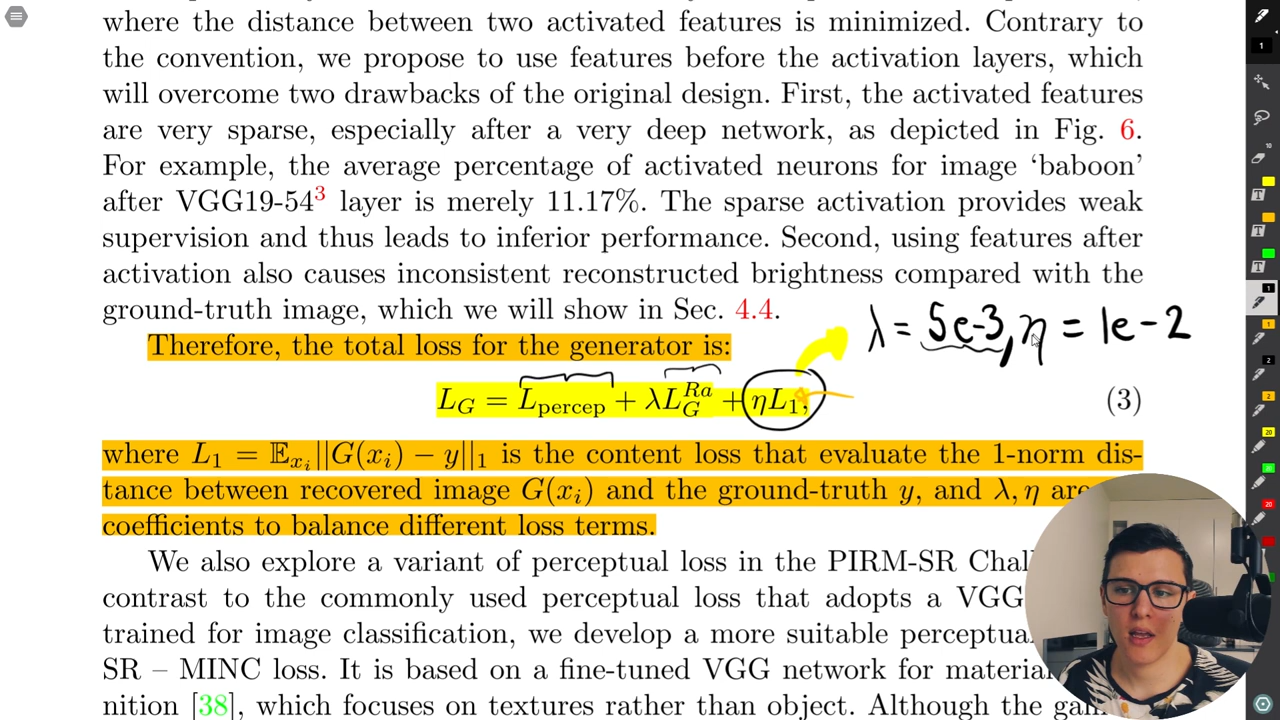 where the distance between two activated features is minimized. Contrary to
the convention, we propose to use features before the activation layers, which
will overcome two drawbacks of the original design. First, the activated features
are very sparse, especially after a very deep network, as depicted in Fig. 6.
For example, the average percentage of activated neurons for image ‘baboon’
after VGG19-54³ layer is merely 11.17%. The sparse activation provides weak
supervision and thus leads to inferior performance. Second, using features after
activation also causes inconsistent reconstructed brightness compared with the
ground-truth image, which we will show in Sec. 4.4.
λ = 5e-3, η = 1e-2
Therefore, the total loss for the generator is:
L_G = L_percep + λL_G^Ra + ηL_1, (3)
where L_1 = 𝔼_{x_i}||G(x_i) − y||_1 is the content loss that evaluate the 1-norm dis-
tance between recovered image G(x_i) and the ground-truth y, and λ, η are
coefficients to balance different loss terms.
We also explore a variant of perceptual loss in the PIRM-SR Chal
contrast to the commonly used perceptual loss that adopts a VGG
trained for image classification, we develop a more suitable perceptua
SR – MINC loss. It is based on a fine-tuned VGG network for material
nition [38], which focuses on textures rather than object. Although the ga